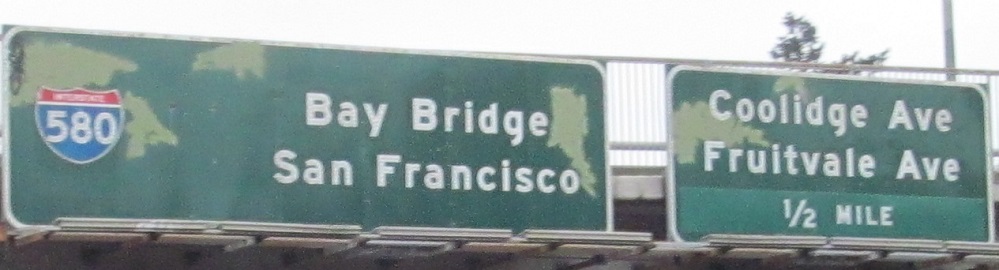 INTERSTATE
580
Bay Bridge
San Francisco
Coolidge Ave
Fruitvale Ave
1/2 MILE